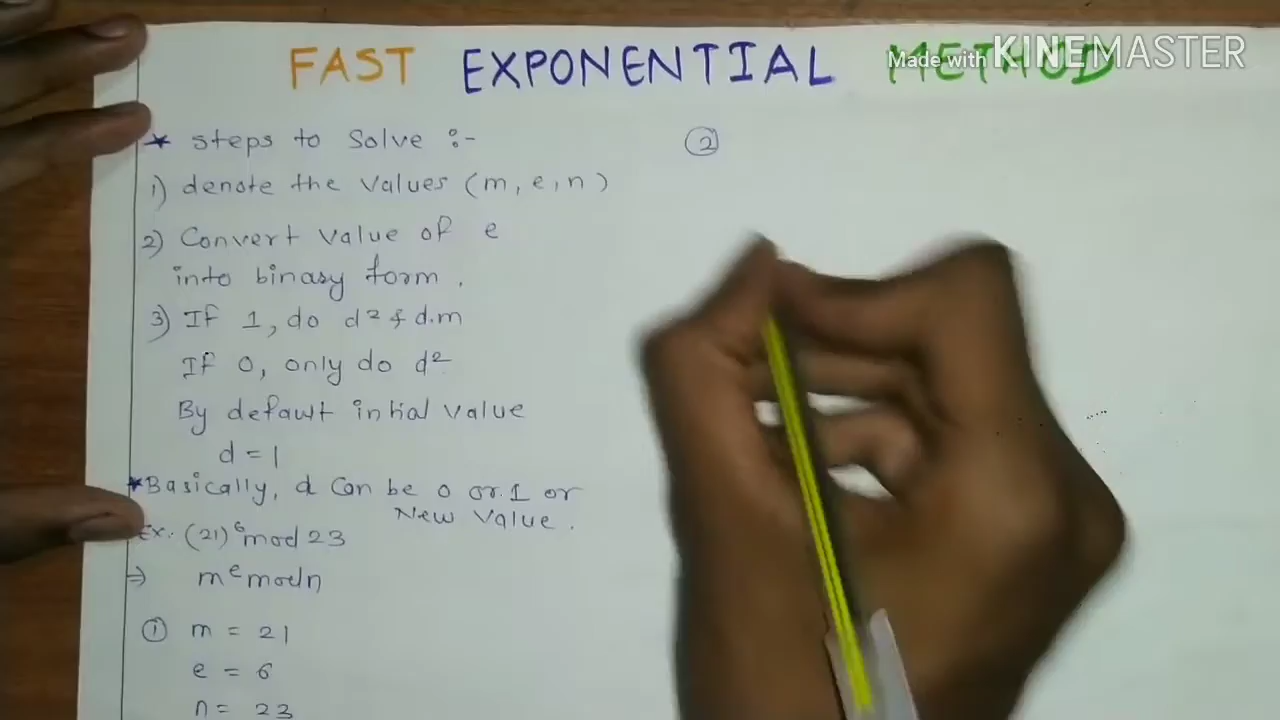 FAST EXPONENTIAL METHOD
Made with KINEMASTER
* steps to Solve :-
1) denote the values (m, e, n)
2) Convert value of e
into binary form.
3) If 1, do d² & d.m
If 0, only do d²
By default initial value
d = 1
* Basically, d can be 0 or 1 or
New Value.
Ex. (21)⁶ mod 23
⇒ mᵉ mod n
① m = 21
e = 6
n = 23
②